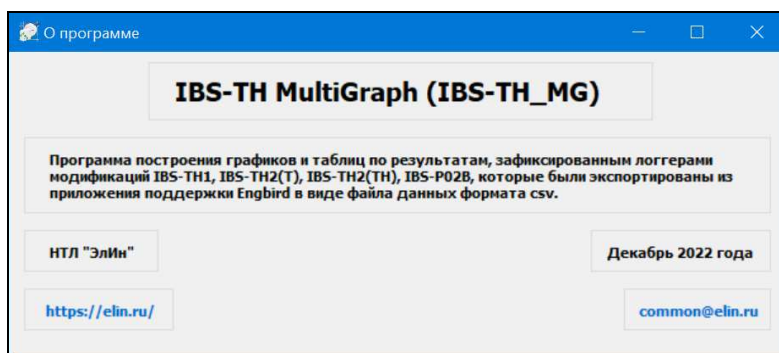 О программе
IBS-TH MultiGraph (IBS-TH_MG)
Программа построения графиков и таблиц по результатам, зафиксированным логгерами
модификаций IBS-TH1, IBS-TH2(T), IBS-TH2(TH), IBS-P02B, которые были экспортированы из
приложения поддержки Engbird в виде файла данных формата csv.
НТЛ "ЭлИн"
Декабрь 2022 года
https://elin.ru/
common@elin.ru